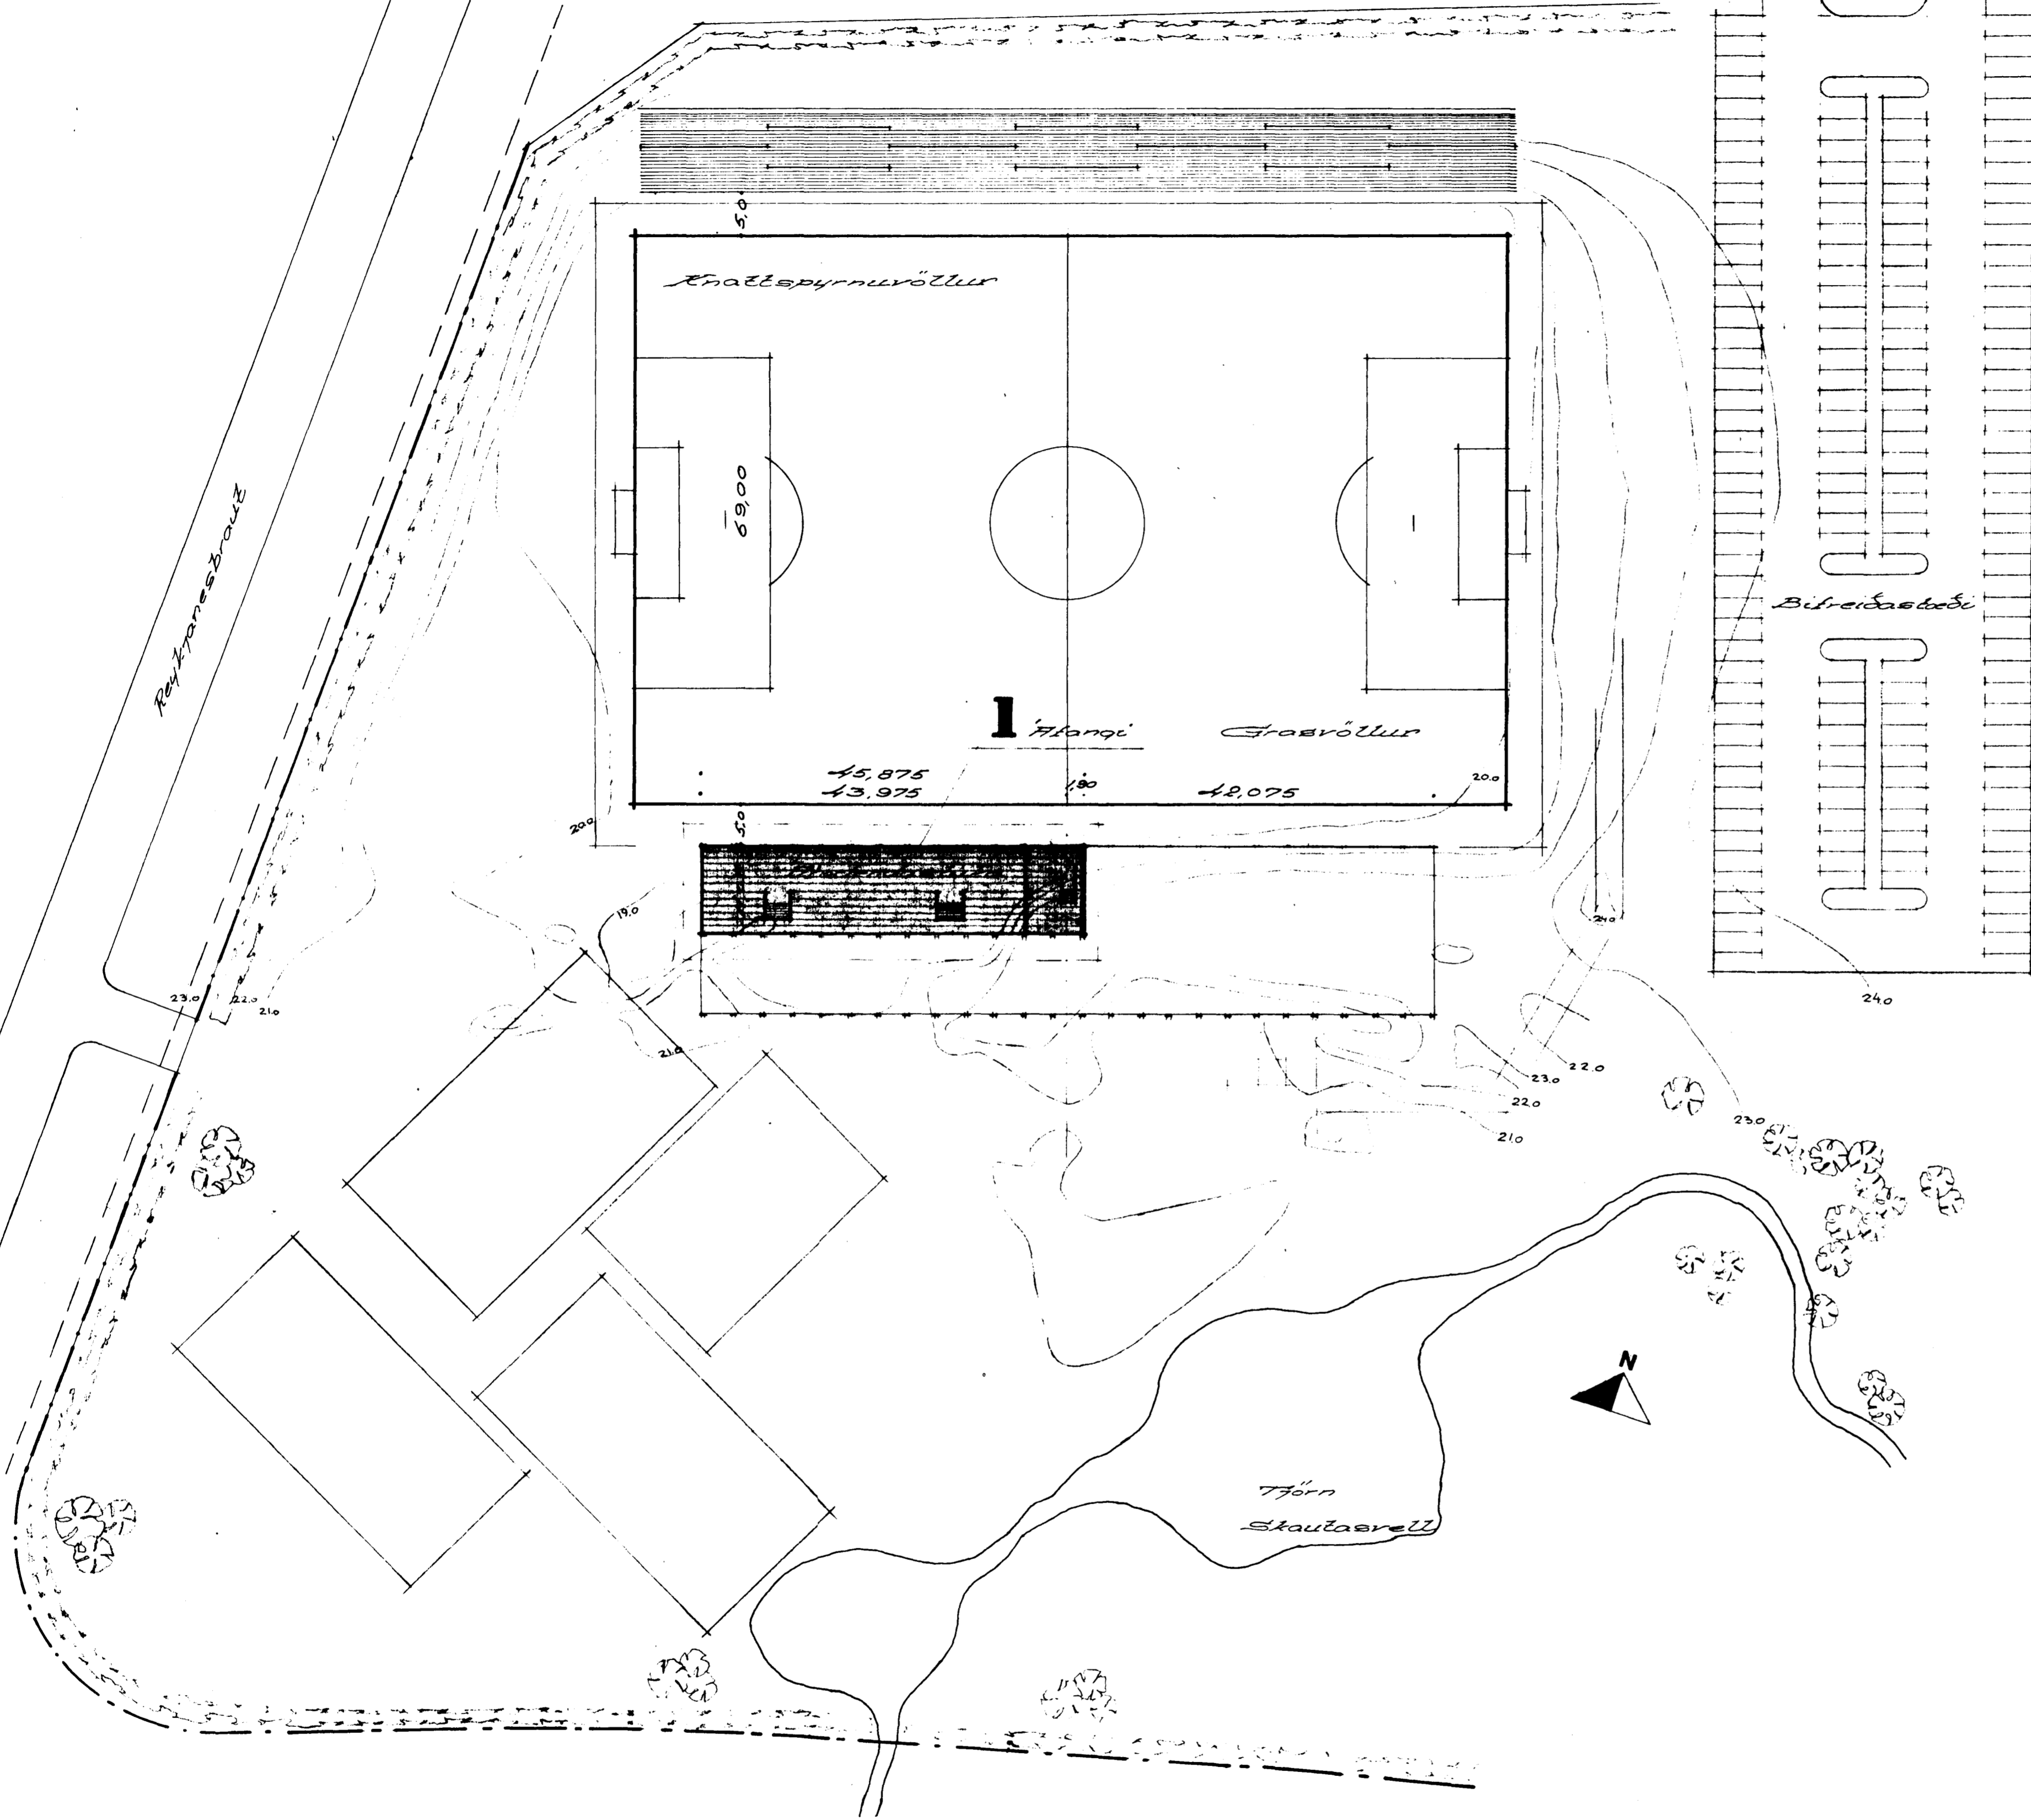 5.0
Knattspyrnuvöllur
69,00
Reykjanesbraut
Bifreiðastæði
1 Áfangi
Grasvöllur
45,875
43,975
1,90
42,075
20.0
20.0
5.0
19.0
24.0
23.0
22.0
21.0
24.0
21.0
22.0
23.0
22.0
21.0
23.0
N
Tjörn
Skautasvell